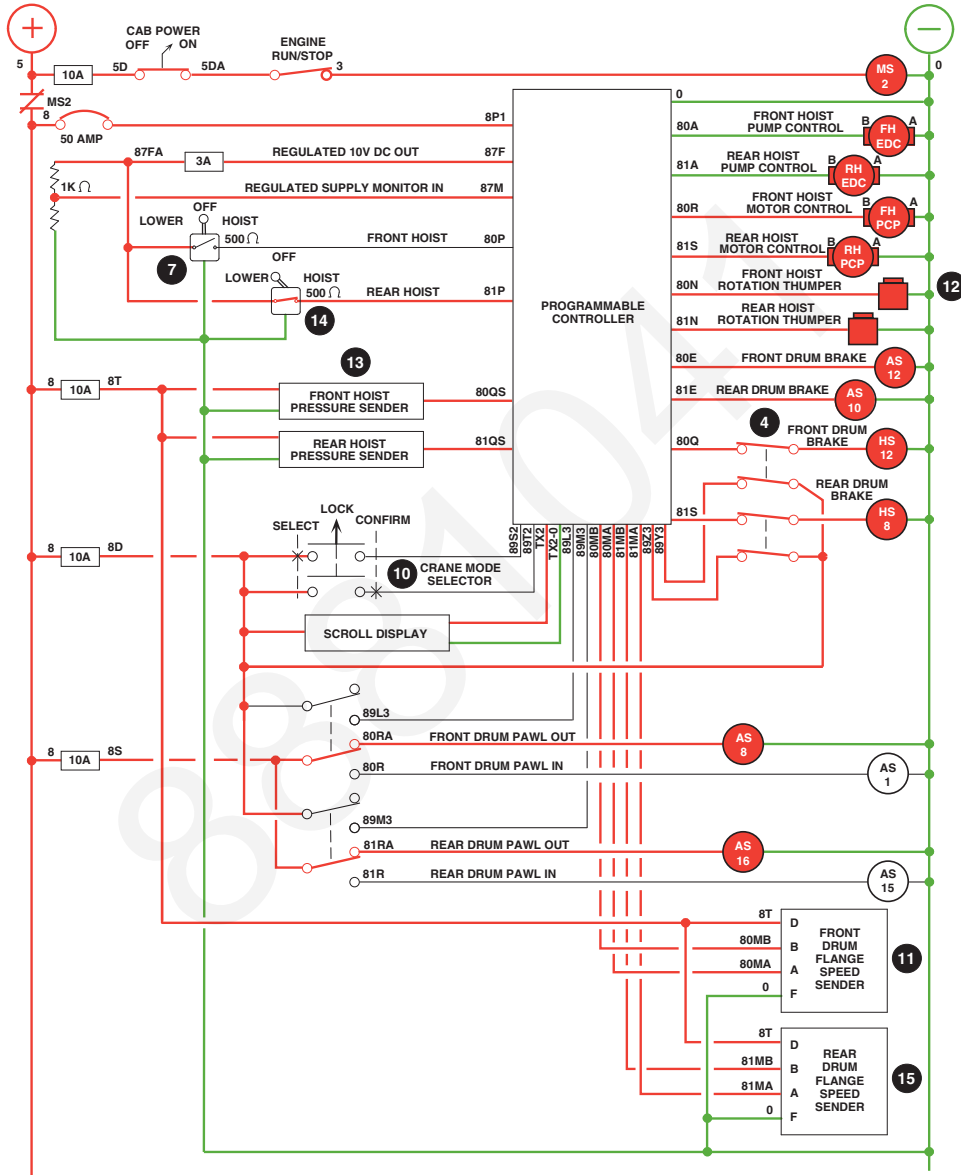 +
−
CAB POWER
OFF ON
ENGINE
RUN/STOP
5
10A
5D
5DA
3
MS
2
0
MS2
8
50 AMP
8P1
0
87FA
3A
REGULATED 10V DC OUT
87F
1K Ω
REGULATED SUPPLY MONITOR IN
87M
OFF
LOWER
HOIST
500 Ω
FRONT HOIST
80P
7
OFF
LOWER
HOIST
500 Ω
REAR HOIST
81P
14
PROGRAMMABLE
CONTROLLER
80A
FRONT HOIST
PUMP CONTROL
B
FH
EDC
A
81A
REAR HOIST
PUMP CONTROL
B
RH
EDC
A
80R
FRONT HOIST
MOTOR CONTROL
B
FH
PCP
A
81S
REAR HOIST
MOTOR CONTROL
B
RH
PCP
A
80N
FRONT HOIST
ROTATION THUMPER
12
81N
REAR HOIST
ROTATION THUMPER
80E
FRONT DRUM BRAKE
AS
12
81E
REAR DRUM BRAKE
AS
10
13
8
10A
8T
FRONT HOIST
PRESSURE SENDER
80QS
REAR HOIST
PRESSURE SENDER
81QS
4
80Q
FRONT DRUM
BRAKE
HS
12
81S
REAR DRUM
BRAKE
HS
8
89S2
89T2
TX2
TX2-0
89L3
89M3
80MB
80MA
81MB
81MA
89Z3
89Y3
8
10A
8D
LOCK
SELECT
CONFIRM
10
CRANE MODE
SELECTOR
SCROLL DISPLAY
89L3
8
10A
8S
80RA
FRONT DRUM PAWL OUT
AS
8
80R
FRONT DRUM PAWL IN
AS
1
89M3
81RA
REAR DRUM PAWL OUT
AS
16
81R
REAR DRUM PAWL IN
AS
15
8T
D
80MB
B
80MA
A
0
F
FRONT
DRUM
FLANGE
SPEED
SENDER
11
8T
D
81MB
B
81MA
A
0
F
REAR
DRUM
FLANGE
SPEED
SENDER
15
8881041